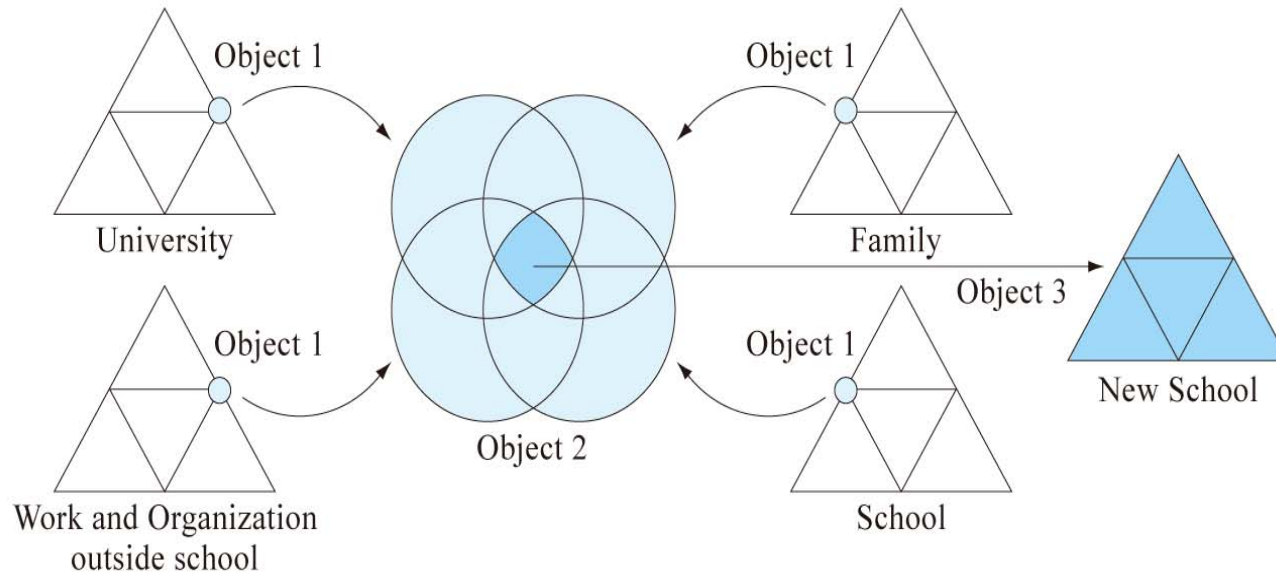 Object 1
Object 1
University
Family
Object 3
Object 1
Object 1
New School
Object 2
Work and Organization
outside school
School